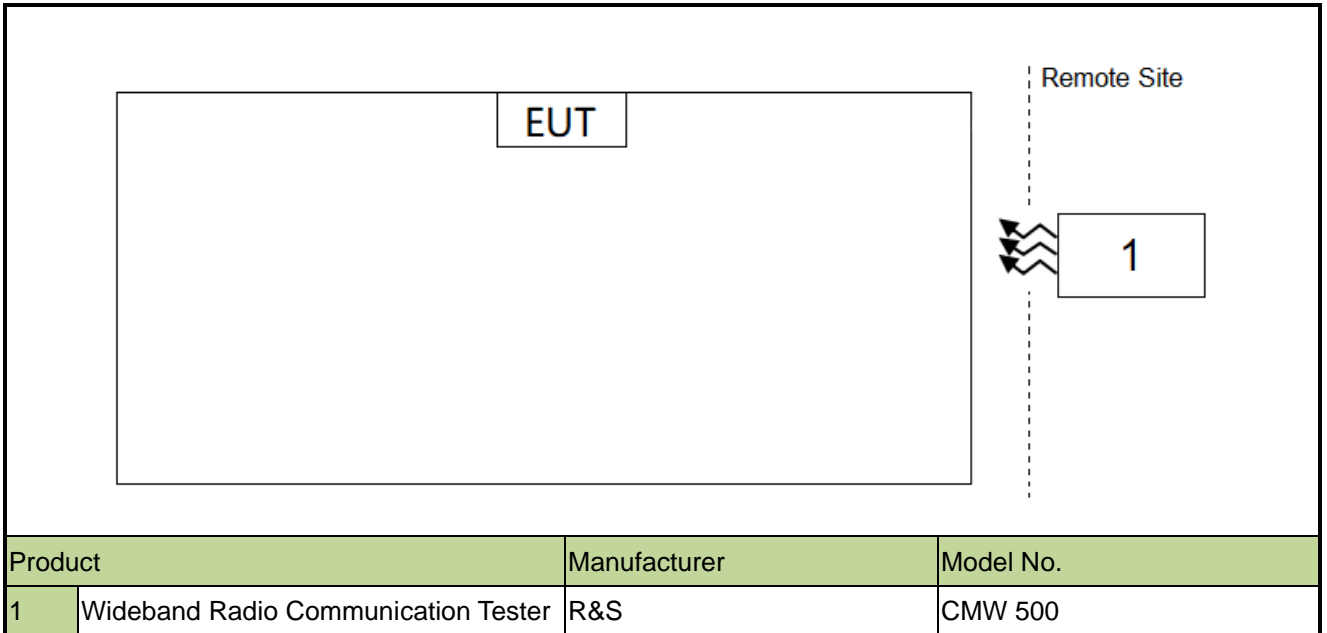 Remote Site
EUT
1
Product Manufacturer Model No.
1 Wideband Radio Communication Tester R&S CMW 500